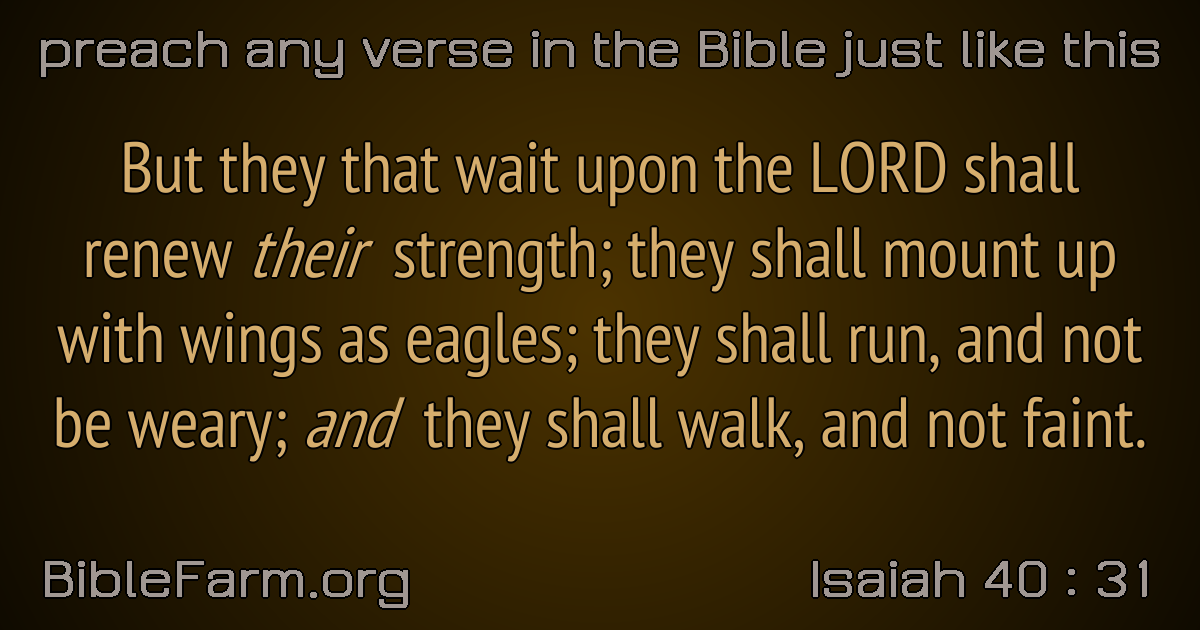 preach any verse in the Bible just like this
But they that wait upon the LORD shall
renew their strength; they shall mount up
with wings as eagles; they shall run, and not
be weary; and they shall walk, and not faint.
BibleFarm.org
Isaiah 40 : 31